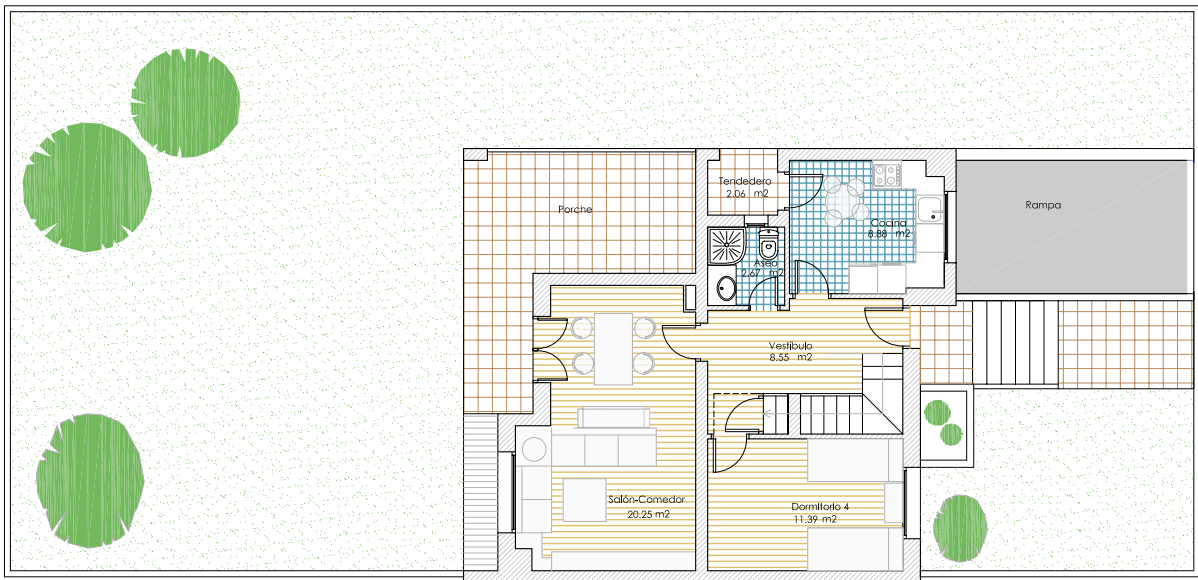 Tendedero
2.06 m2
Porche
Rampa
Cocina
8.88 m2
Aseo
2.67 m2
Vestíbulo
8.55 m2
Salón-Comedor
20.25 m2
Dormitorio 4
11.39 m2